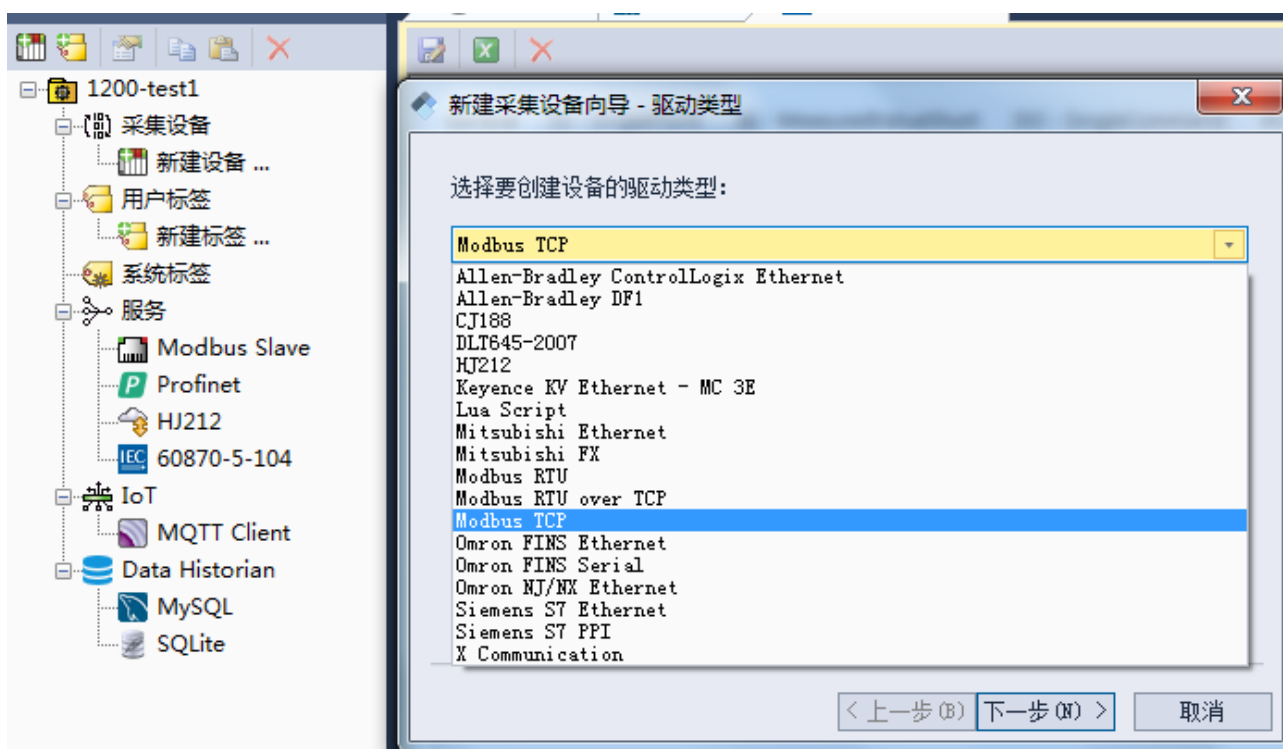 1200-test1
采集设备
新建设备 ...
用户标签
新建标签 ...
系统标签
服务
Modbus Slave
Profinet
HJ212
IEC 60870-5-104
IoT
MQTT Client
Data Historian
MySQL
SQLite
新建采集设备向导 - 驱动类型
选择要创建设备的驱动类型:
Modbus TCP
Allen-Bradley ControlLogix Ethernet
Allen-Bradley DF1
CJ188
DLT645-2007
HJ212
Keyence KV Ethernet - MC 3E
Lua Script
Mitsubishi Ethernet
Mitsubishi FX
Modbus RTU
Modbus RTU over TCP
Modbus TCP
Omron FINS Ethernet
Omron FINS Serial
Omron NJ/NX Ethernet
Siemens S7 Ethernet
Siemens S7 PPI
X Communication
< 上一步(B) 下一步(N) > 取消